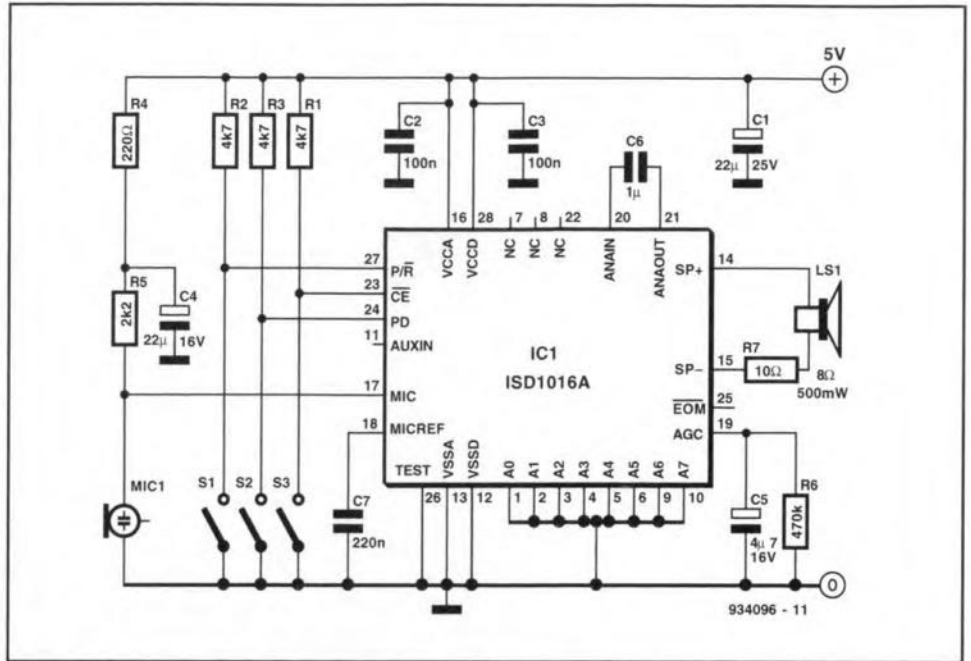 5V
+
R4
220Ω
R2
4k7
R3
4k7
R1
4k7
C2
100n
C3
100n
C6
1μ
C1
22μ
25V
16
28
7
8
22
20
21
VCCA
VCCD
NC
NC
NC
ANAIN
ANAOUT
27
P/R̅
23
C̅E̅
24
PD
11
AUXIN
17
MIC
18
MICREF
R5
2k2
C4
22μ
16V
IC1
ISD1016A
14
SP+
LS1
15
SP−
R7
10Ω
8Ω
500mW
25
E̅O̅M̅
19
AGC
TEST
VSSA
VSSD
A0
A1
A2
A3
A4
A5
A6
A7
26
13
12
1
2
3
4
5
6
9
10
MIC1
S1
S2
S3
C7
220n
C5
4μ7
16V
R6
470k
0
934096 - 11